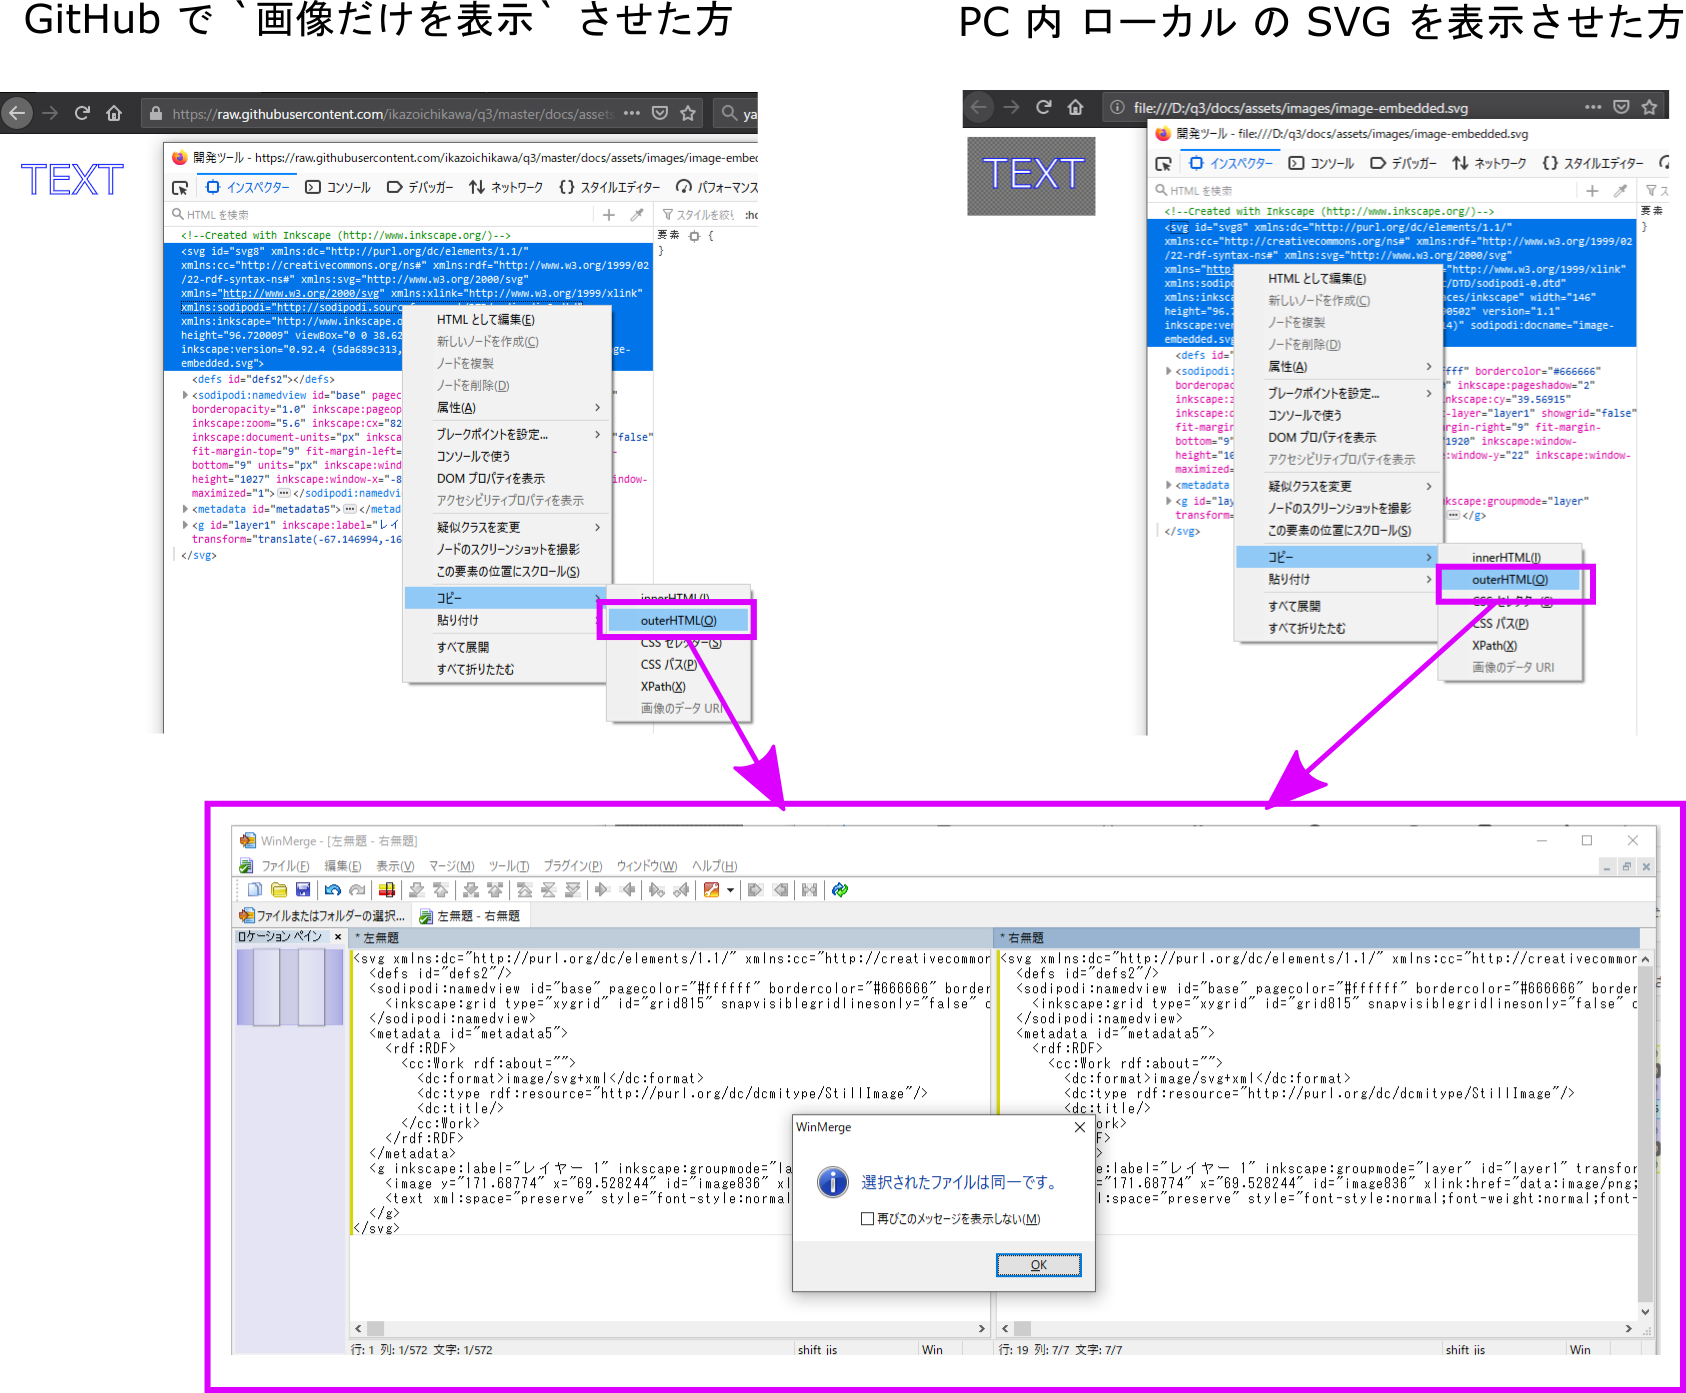 GitHub で `画像だけを表示` させた方
PC 内 ローカル の SVG を表示させた方
https://raw.githubusercontent.com/ikazoichikawa/q3/master/docs/assets
TEXT
開発ツール - https://raw.githubusercontent.com/ikazoichikawa/q3/master/docs/assets/images/image-embed
インスペクター コンソール デバッガー ネットワーク スタイルエディター パフォーマンス
HTML を検索
スタイルを絞り :ho
<!--Created with Inkscape (http://www.inkscape.org/)-->
要素 {
}
<svg id="svg8" xmlns:dc="http://purl.org/dc/elements/1.1/"
xmlns:cc="http://creativecommons.org/ns#" xmlns:rdf="http://www.w3.org/1999/02
/22-rdf-syntax-ns#" xmlns:svg="http://www.w3.org/2000/svg"
xmlns="http://www.w3.org/2000/svg" xmlns:xlink="http://www.w3.org/1999/xlink"
xmlns:sodipodi="http://sodipodi.sourc
xmlns:inkscape="http://www.inkscape.o
height="96.720009" viewBox="0 0 38.62
inkscape:version="0.92.4 (5da689c313, ge-
embedded.svg">
<defs id="defs2"></defs>
<sodipodi:namedview id="base" pagec "
borderopacity="1.0" inkscape:pageop
inkscape:zoom="5.6" inkscape:cx="82
inkscape:document-units="px" inksca "false"
fit-margin-top="9" fit-margin-left=
bottom="9" units="px" inkscape:wind
height="1027" inkscape:window-x="-8 ndow-
maximized="1"></sodipodi:namedvi
<metadata id="metadata5"></metad
<g id="layer1" inkscape:label="レイ
transform="translate(-67.146994,-16
</svg>
HTML として編集(E)
新しいノードを作成(C)
ノードを複製
ノードを削除(D)
属性(A)
ブレークポイントを設定...
コンソールで使う
DOM プロパティを表示
アクセシビリティプロパティを表示
疑似クラスを変更
ノードのスクリーンショットを撮影
この要素の位置にスクロール(S)
コピー
貼り付け
すべて展開
すべて折りたたむ
innerHTML(I)
outerHTML(O)
CSS セレクター(S)
CSS パス(P)
XPath(X)
画像のデータ URI
file:///D:/q3/docs/assets/images/image-embedded.svg
TEXT
開発ツール - file:///D:/q3/docs/assets/images/image-embedded.svg
インスペクター コンソール デバッガー ネットワーク スタイルエディター
HTML を検索
<!--Created with Inkscape (http://www.inkscape.org/)-->
要素
}
<svg id="svg8" xmlns:dc="http://purl.org/dc/elements/1.1/"
xmlns:cc="http://creativecommons.org/ns#" xmlns:rdf="http://www.w3.org/1999/02
/22-rdf-syntax-ns#" xmlns:svg="http://www.w3.org/2000/svg"
xmlns="http ="http://www.w3.org/1999/xlink"
xmlns:sodip c/DTD/sodipodi-0.dtd"
xmlns:inksc aces/inkscape" width="146"
height="96.7 90502" version="1.1"
inkscape:ver 14)" sodipodi:docname="image-
embedded.svg
<defs id="
<sodipodi: ffff" bordercolor="#666666"
borderopac " inkscape:pageshadow="2"
inkscape:z nkscape:cy="39.56915"
inkscape:c t-layer="layer1" showgrid="false"
fit-margin rgin-right="9" fit-margin-
bottom="9" "1920" inkscape:window-
height="10 :window-y="22" inkscape:window-
maximized=
<metadata
<g id="lay kscape:groupmode="layer"
transform= </g>
</svg>
HTML として編集(E)
新しいノードを作成(C)
ノードを複製
ノードを削除(D)
属性(A)
ブレークポイントを設定...
コンソールで使う
DOM プロパティを表示
アクセシビリティプロパティを表示
疑似クラスを変更
ノードのスクリーンショットを撮影
この要素の位置にスクロール(S)
コピー
貼り付け
すべて展開
すべて折りたたむ
innerHTML(I)
outerHTML(O)
CSS セレクター(S)
CSS パス(P)
XPath(X)
画像のデータ URI
WinMerge - [左無題 - 右無題]
ファイル(F) 編集(E) 表示(V) マージ(M) ツール(T) プラグイン(P) ウィンドウ(W) ヘルプ(H)
ファイルまたはフォルダーの選択... 左無題 - 右無題
ロケーション ペイン ×
* 左無題
<svg xmlns:dc="http://purl.org/dc/elements/1.1/" xmlns:cc="http://creativecommon
<defs id="defs2"/>
<sodipodi:namedview id="base" pagecolor="#ffffff" bordercolor="#666666" border
<inkscape:grid type="xygrid" id="grid815" snapvisiblegridlinesonly="false" c
</sodipodi:namedview>
<metadata id="metadata5">
<rdf:RDF>
<cc:Work rdf:about="">
<dc:format>image/svg+xml</dc:format>
<dc:type rdf:resource="http://purl.org/dc/dcmitype/StillImage"/>
<dc:title/>
</cc:Work>
</rdf:RDF>
</metadata>
<g inkscape:label="レイヤー 1" inkscape:groupmode="la
<image y="171.68774" x="69.528244" id="image836" xl
<text xml:space="preserve" style="font-style:normal
</g>
</svg>
* 右無題
<svg xmlns:dc="http://purl.org/dc/elements/1.1/" xmlns:cc="http://creativecommor
<defs id="defs2"/>
<sodipodi:namedview id="base" pagecolor="#ffffff" bordercolor="#666666" border
<inkscape:grid type="xygrid" id="grid815" snapvisiblegridlinesonly="false" c
</sodipodi:namedview>
<metadata id="metadata5">
<rdf:RDF>
<cc:Work rdf:about="">
<dc:format>image/svg+xml</dc:format>
<dc:type rdf:resource="http://purl.org/dc/dcmitype/StillImage"/>
<dc:title/>
ork>
F>
>
e:label="レイヤー 1" inkscape:groupmode="layer" id="layer1" transfor
="171.68774" x="69.528244" id="image836" xlink:href="data:image/png;
l:space="preserve" style="font-style:normal;font-weight:normal;font-
WinMerge
選択されたファイルは同一です。
再びこのメッセージを表示しない(M)
OK
行: 1 列: 1/572 文字: 1/572 shift_jis Win
行: 19 列: 7/7 文字: 7/7 shift_jis Win